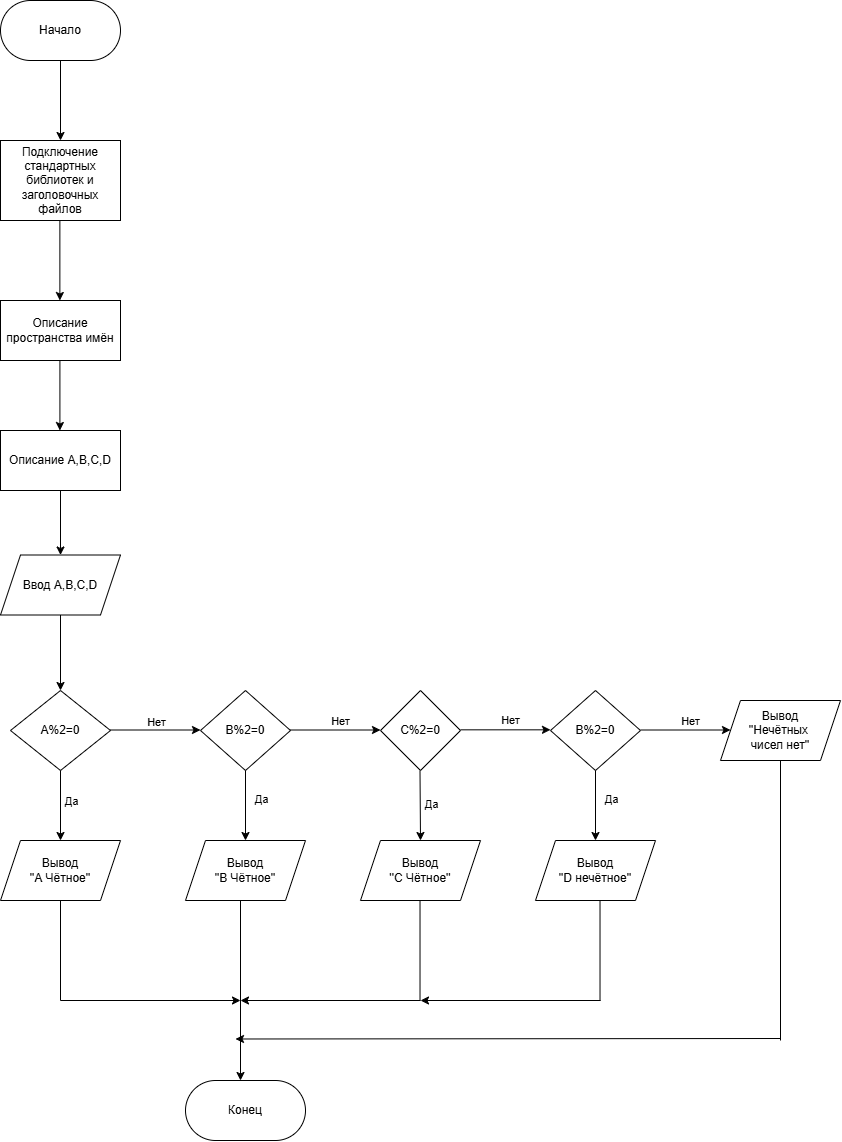 Начало
Подключение
стандартных
библиотек и
заголовочных
файлов
Описание
пространства имён
Описание A,B,C,D
Ввод A,B,C,D
A%2=0
Нет
B%2=0
Нет
C%2=0
Нет
B%2=0
Нет
Вывод
"Нечётных
чисел нет"
Да
Да
Да
Да
Вывод
"А Чётное"
Вывод
"B Чётное"
Вывод
"С Чётное"
Вывод
"D нечётное"
Конец